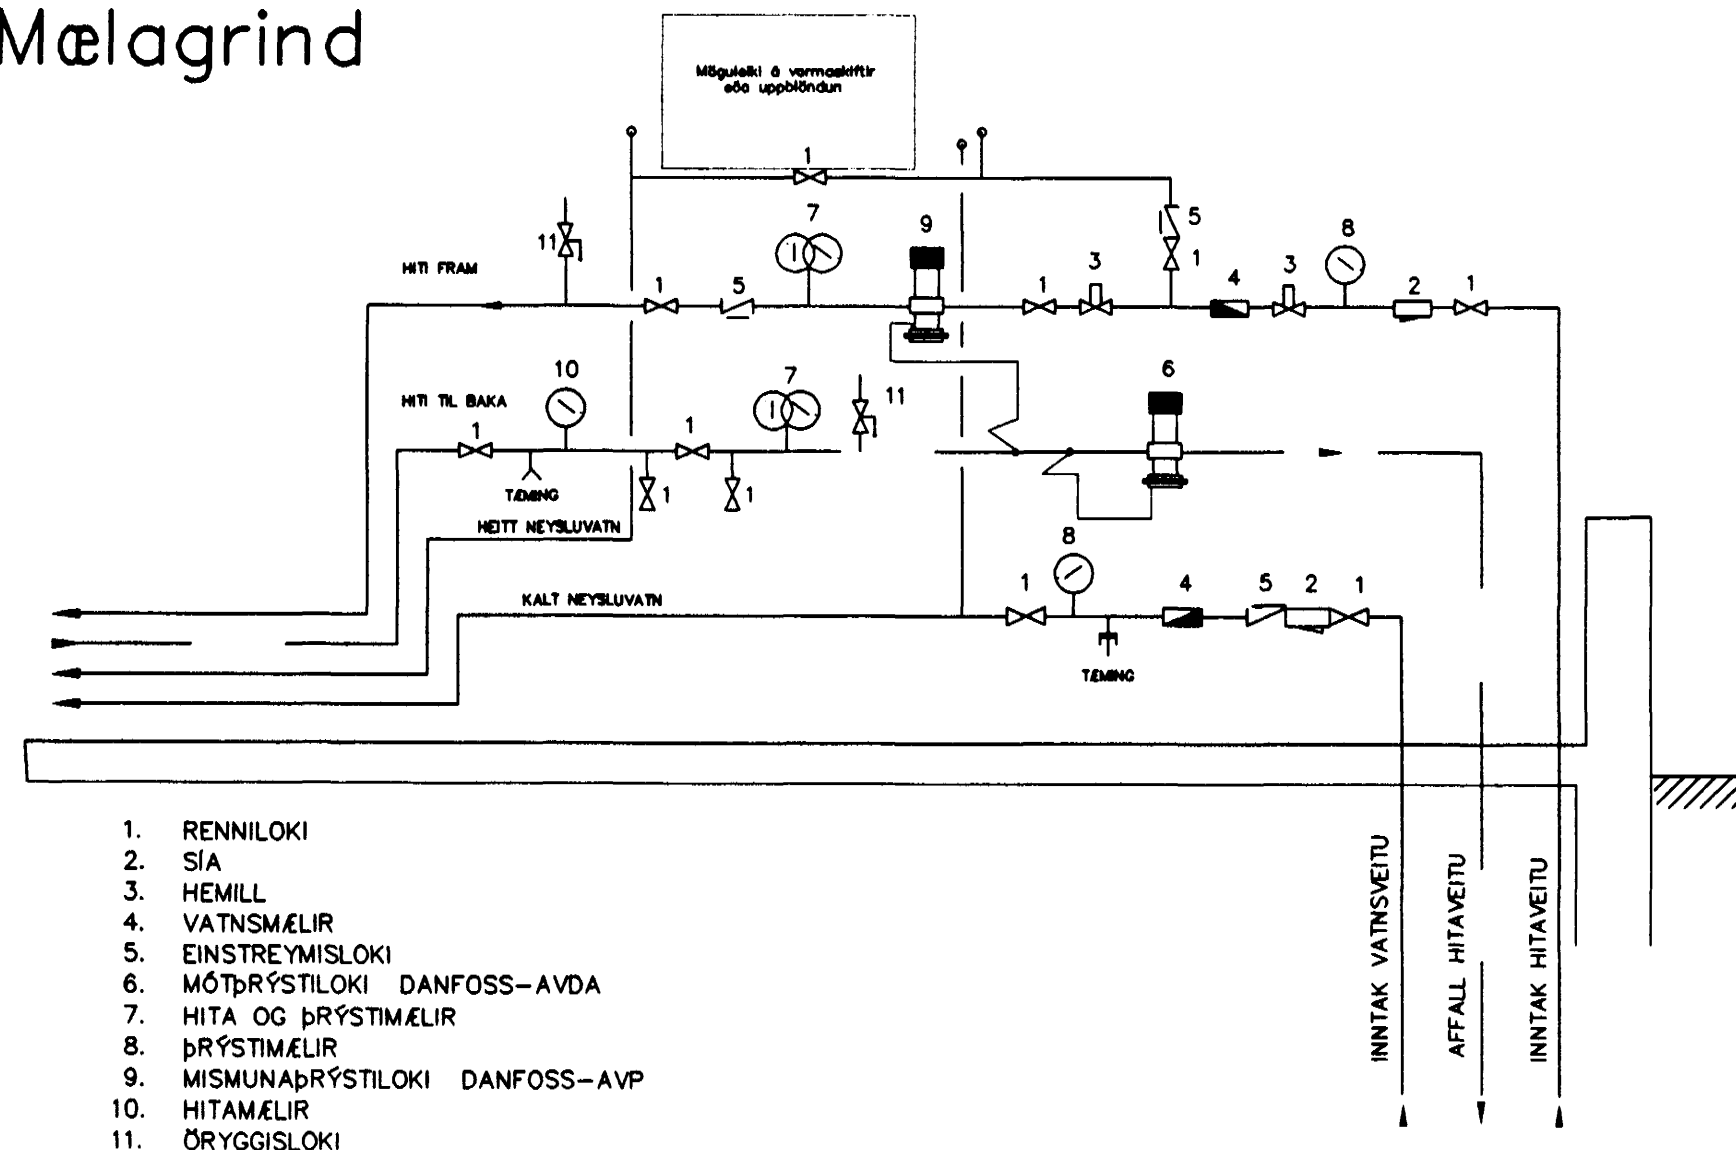 Mælagrind
Möguleiki á varmaskiftir
eða uppblöndun
1
7
9
5
8
11
1
3
4
3
2
1
HITI FRAM
1
5
1
10
7
11
6
HITI TIL BAKA
1
1
TÆMING
1
1
HEITT NEYSLUVATN
8
1
4
5
2
1
KALT NEYSLUVATN
TÆMING
1. RENNILOKI
2. SÍA
3. HEMILL
4. VATNSMÆLIR
5. EINSTREYMISLOKI
6. MÓTÞRÝSTILOKI DANFOSS-AVDA
7. HITA OG ÞRÝSTIMÆLIR
8. ÞRÝSTIMÆLIR
9. MISMUNAÞRÝSTILOKI DANFOSS-AVP
10. HITAMÆLIR
11. ÖRYGGISLOKI
INNTAK VATNSVEITU
AFFALL HITAVEITU
INNTAK HITAVEITU